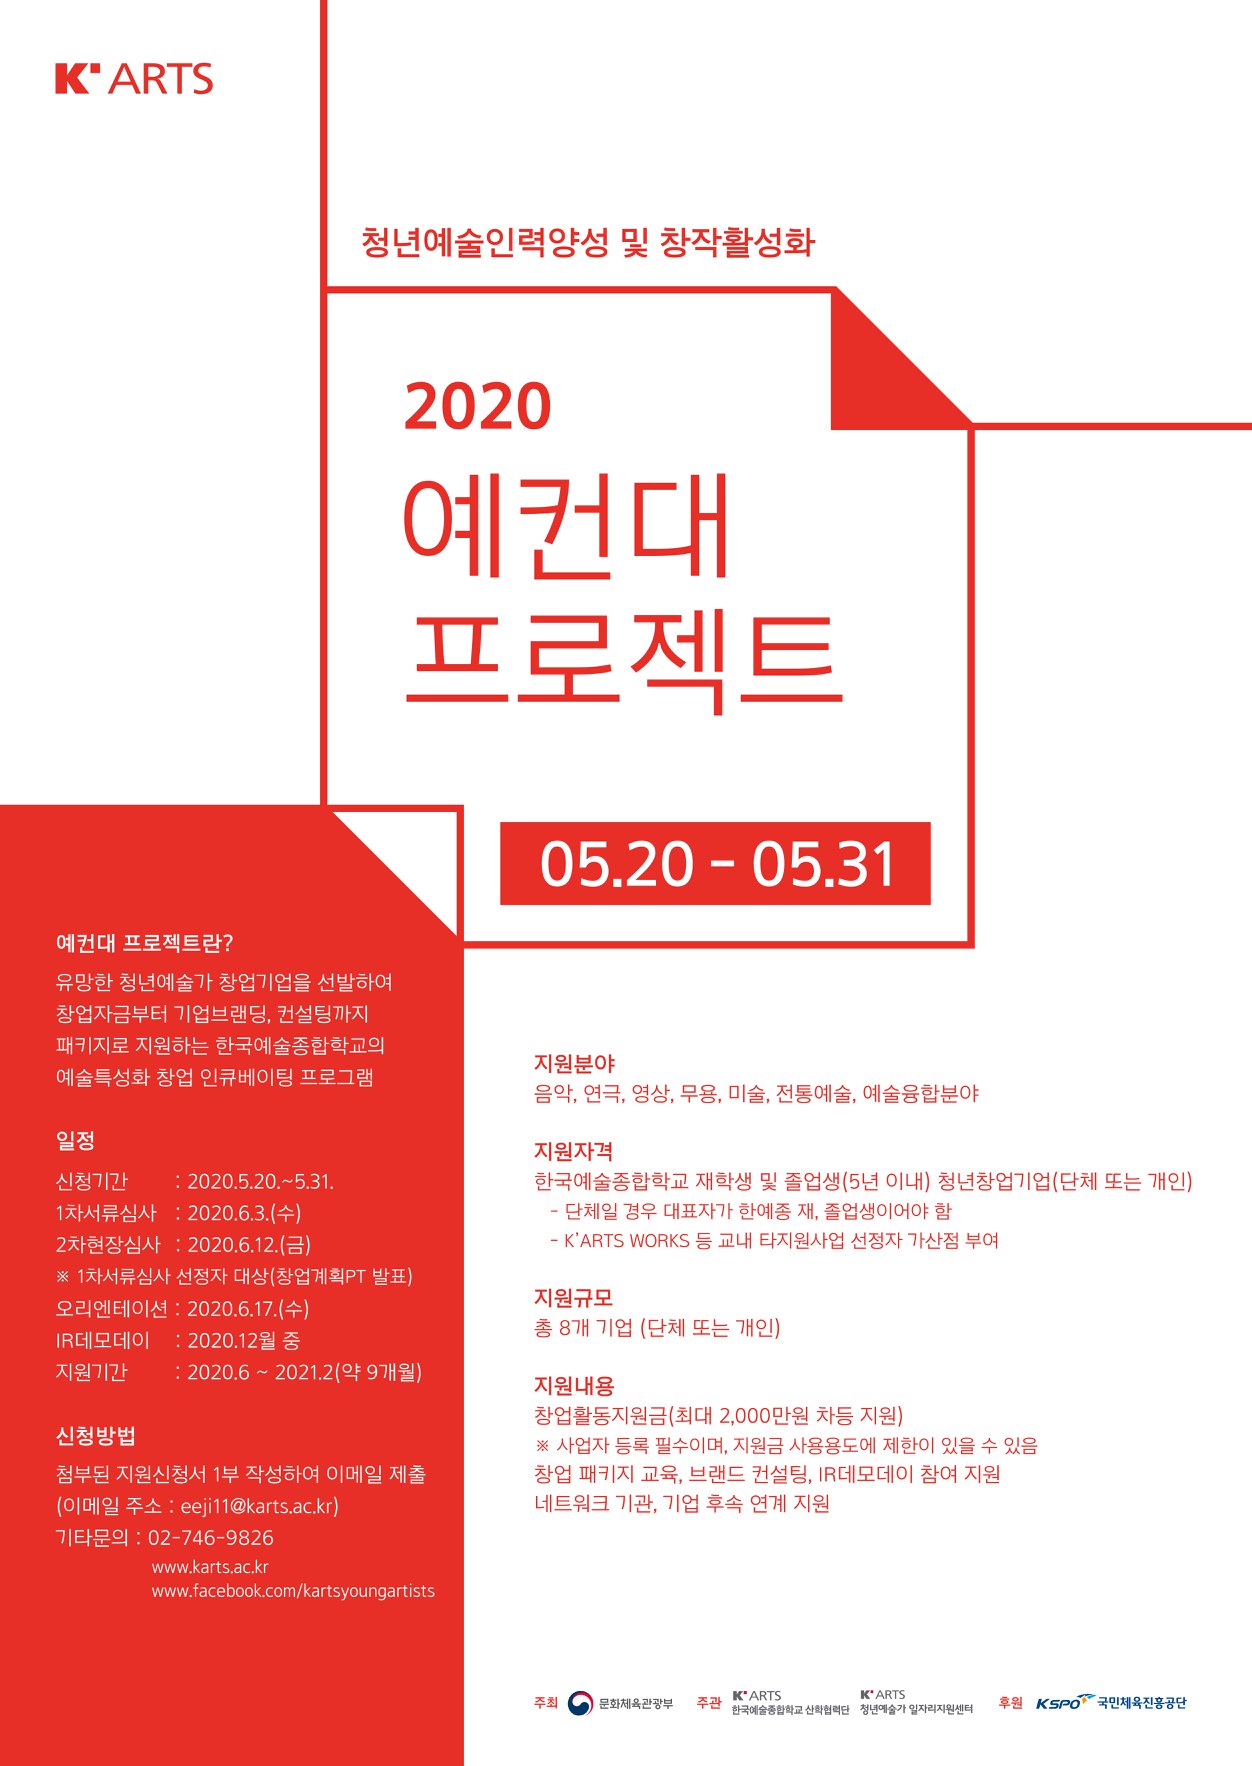 K' ARTS
청년예술인력양성 및 창작활성화
2020
예컨대
프로젝트
05.20 - 05.31
예컨대 프로젝트란?
유망한 청년예술가 창업기업을 선발하여
창업자금부터 기업브랜딩, 컨설팅까지
패키지로 지원하는 한국예술종합학교의
예술특성화 창업 인큐베이팅 프로그램
일정
신청기간 : 2020.5.20.~5.31.
1차서류심사 : 2020.6.3.(수)
2차현장심사 : 2020.6.12.(금)
※ 1차서류심사 선정자 대상(창업계획PT 발표)
오리엔테이션 : 2020.6.17.(수)
IR데모데이 : 2020.12월 중
지원기간 : 2020.6 ~ 2021.2(약 9개월)
신청방법
첨부된 지원신청서 1부 작성하여 이메일 제출
(이메일 주소 : eeji11@karts.ac.kr)
기타문의 : 02-746-9826
www.karts.ac.kr
www.facebook.com/kartsyoungartists
지원분야
음악, 연극, 영상, 무용, 미술, 전통예술, 예술융합분야
지원자격
한국예술종합학교 재학생 및 졸업생(5년 이내) 청년창업기업(단체 또는 개인)
- 단체일 경우 대표자가 한예종 재, 졸업생이어야 함
- K'ARTS WORKS 등 교내 타지원사업 선정자 가산점 부여
지원규모
총 8개 기업 (단체 또는 개인)
지원내용
창업활동지원금(최대 2,000만원 차등 지원)
※ 사업자 등록 필수이며, 지원금 사용용도에 제한이 있을 수 있음
창업 패키지 교육, 브랜드 컨설팅, IR데모데이 참여 지원
네트워크 기관, 기업 후속 연계 지원
주최 문화체육관광부 주관 K' ARTS 한국예술종합학교 산학협력단 K' ARTS 청년예술가 일자리지원센터 후원 KSPO 국민체육진흥공단